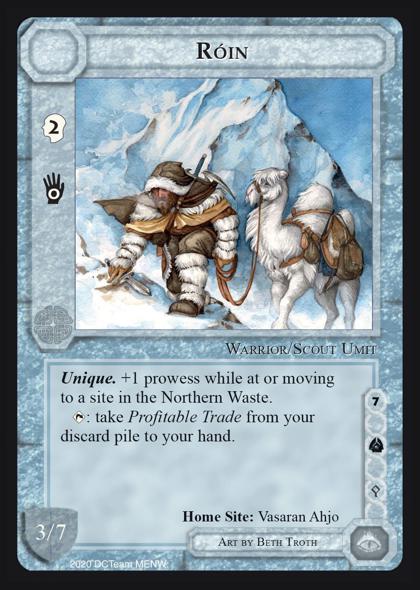 Róin
2
Warrior/Scout Umit
Unique. +1 prowess while at or moving
to a site in the Northern Waste.
: take Profitable Trade from your
discard pile to your hand.
7
Home Site: Vasaran Ahjo
3/7
Art by Beth Troth
2020 DCTeam MENW